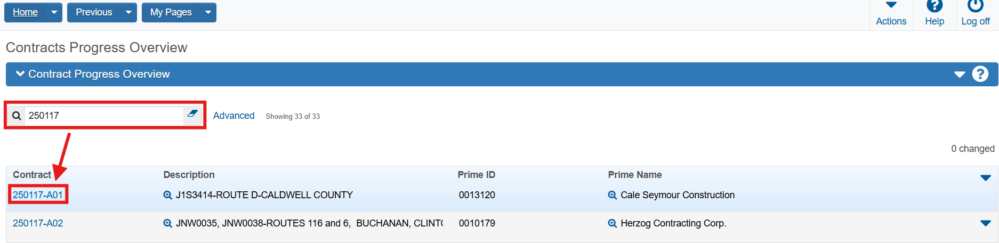 Home Previous My Pages
Actions Help Log off
Contracts Progress Overview
Contract Progress Overview
250117 Advanced Showing 33 of 33
0 changed
Contract Description Prime ID Prime Name
250117-A01 J1S3414-ROUTE D-CALDWELL COUNTY 0013120 Cale Seymour Construction
250117-A02 JNW0035, JNW0038-ROUTES 116 and 6, BUCHANAN, CLINTO 0010179 Herzog Contracting Corp.